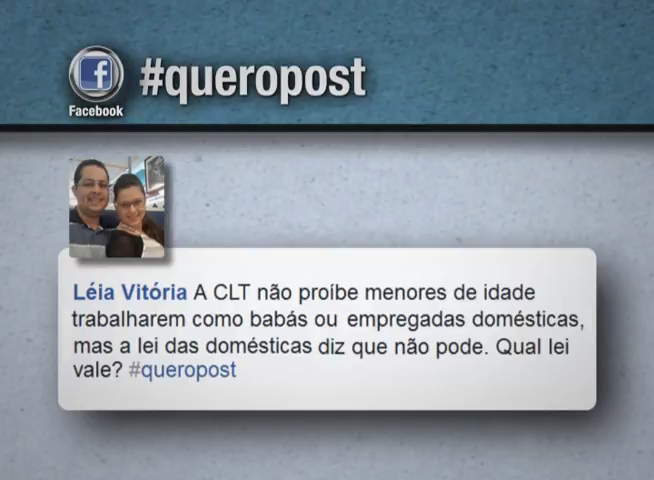 #queropost
Facebook
Léia Vitória A CLT não proíbe menores de idade
trabalharem como babás ou empregadas domésticas,
mas a lei das domésticas diz que não pode. Qual lei
vale? #queropost